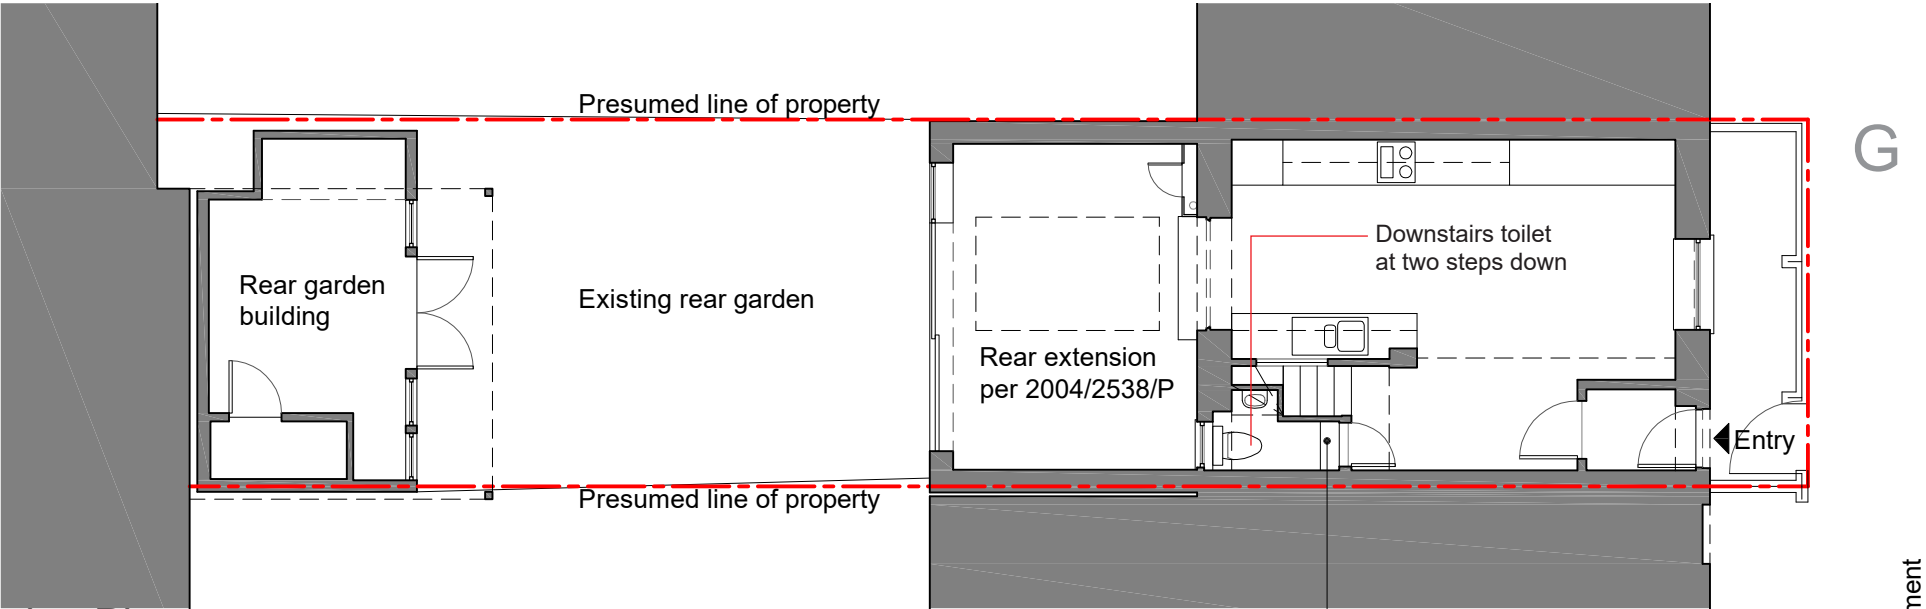 Presumed line of property
G
Downstairs toilet
at two steps down
Rear garden
building
Existing rear garden
Rear extension
per 2004/2538/P
Entry
Presumed line of property